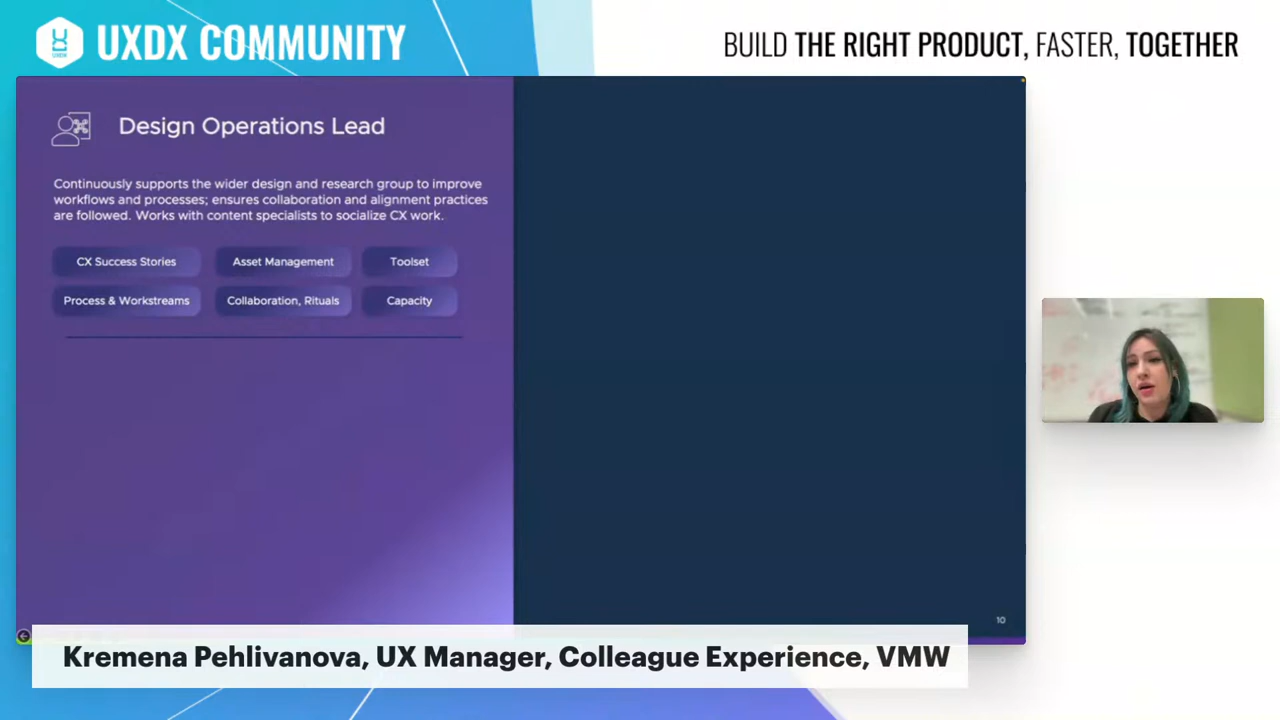 UXDX COMMUNITY
BUILD THE RIGHT PRODUCT, FASTER, TOGETHER
Design Operations Lead
Continuously supports the wider design and research group to improve
workflows and processes; ensures collaboration and alignment practices
are followed. Works with content specialists to socialize CX work.
CX Success Stories
Asset Management
Toolset
Process & Workstreams
Collaboration, Rituals
Capacity
10
Kremena Pehlivanova, UX Manager, Colleague Experience, VMW